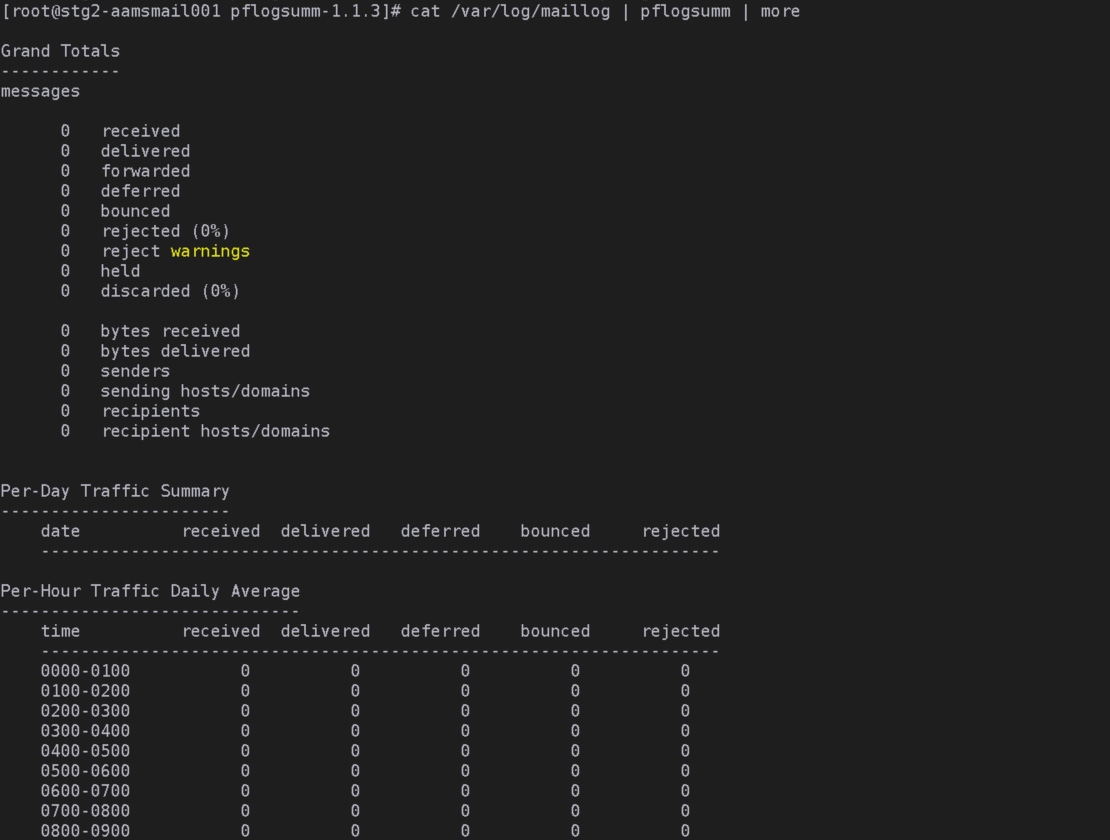 [root@stg2-aamsmail001 pflogsumm-1.1.3]# cat /var/log/maillog | pflogsumm | more
Grand Totals
------------
messages
0 received
0 delivered
0 forwarded
0 deferred
0 bounced
0 rejected (0%)
0 reject warnings
0 held
0 discarded (0%)
0 bytes received
0 bytes delivered
0 senders
0 sending hosts/domains
0 recipients
0 recipient hosts/domains
Per-Day Traffic Summary
-----------------------
date received delivered deferred bounced rejected
--------------------------------------------------------------------
Per-Hour Traffic Daily Average
------------------------------
time received delivered deferred bounced rejected
--------------------------------------------------------------------
0000-0100 0 0 0 0 0
0100-0200 0 0 0 0 0
0200-0300 0 0 0 0 0
0300-0400 0 0 0 0 0
0400-0500 0 0 0 0 0
0500-0600 0 0 0 0 0
0600-0700 0 0 0 0 0
0700-0800 0 0 0 0 0
0800-0900 0 0 0 0 0